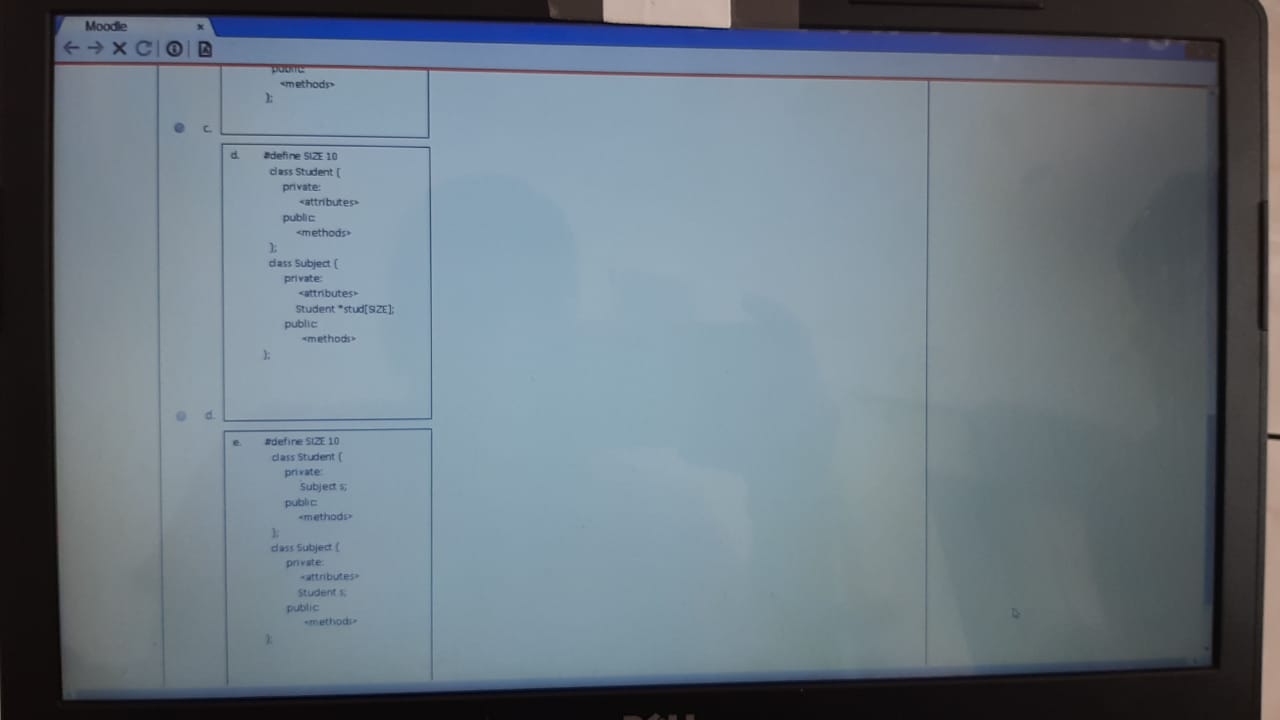 Moodle
public:
<methods>
};
c.
d. #define SIZE 10
class Student {
private:
<attributes>
public:
<methods>
};
class Subject {
private:
<attributes>
Student *stud[SIZE];
public:
<methods>
};
d.
e. #define SIZE 10
class Student {
private:
Subject s;
public:
<methods>
};
class Subject {
private:
<attributes>
Student s;
public:
<methods>
};